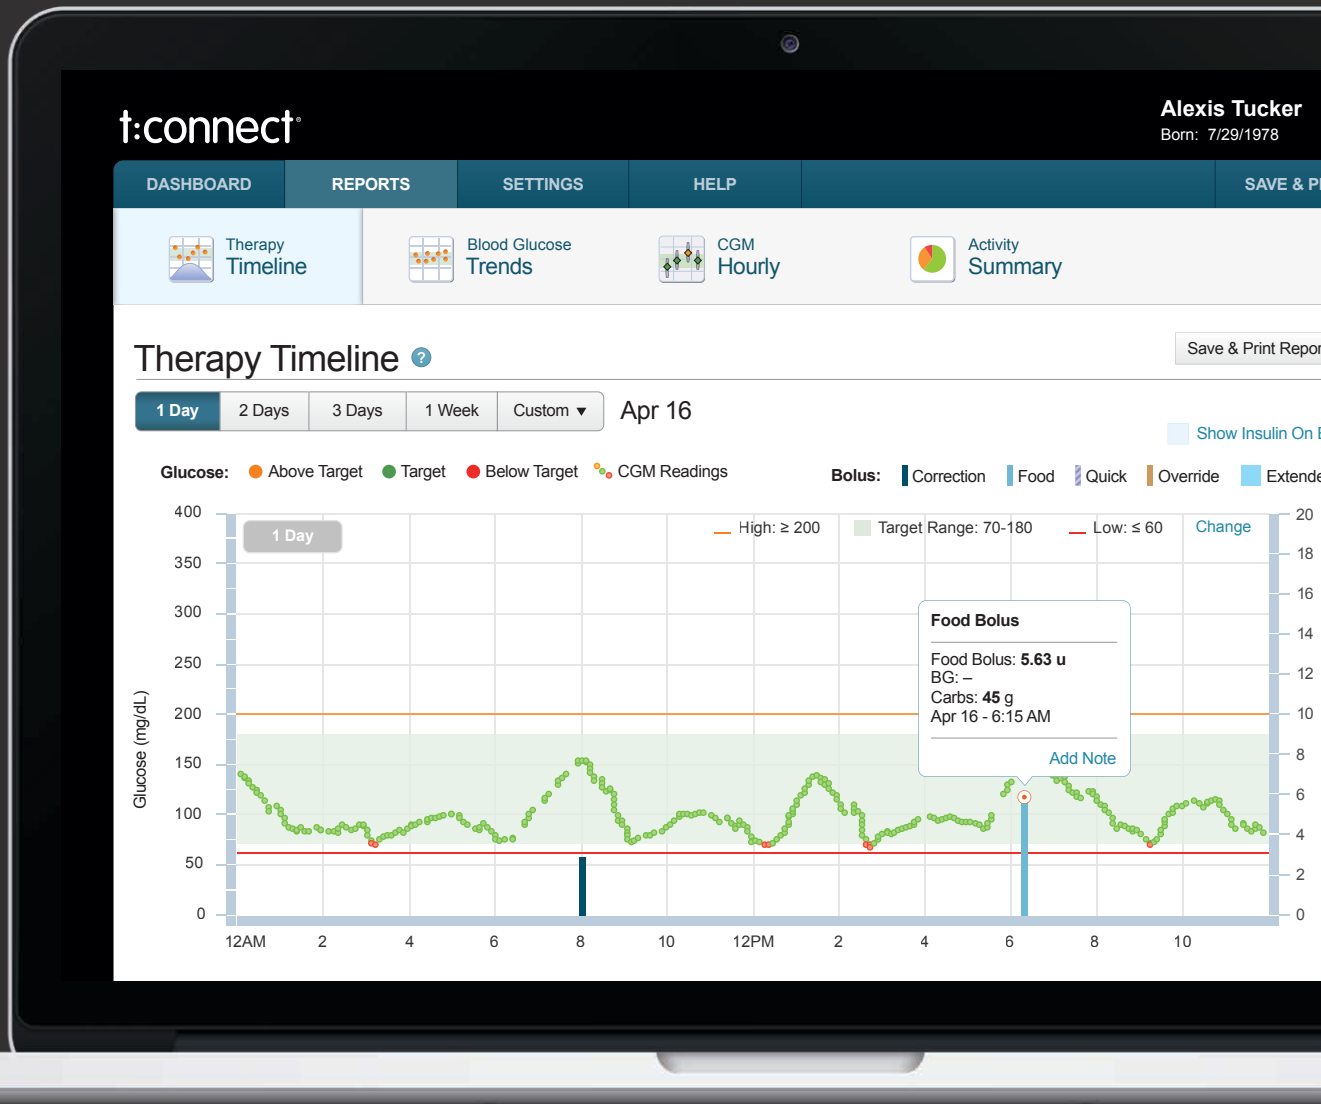 t:connect®
Alexis Tucker
Born: 7/29/1978
DASHBOARD REPORTS SETTINGS HELP SAVE &
Therapy
Timeline
Blood Glucose
Trends
CGM
Hourly
Activity
Summary
Therapy Timeline ?
Save & Print Repor
1 Day 2 Days 3 Days 1 Week Custom ▼ Apr 16
Show Insulin On
Glucose: Above Target Target Below Target CGM Readings
Bolus: Correction Food Quick Override Extende
1 Day
High: ≥ 200 Target Range: 70-180 Low: ≤ 60 Change
Glucose (mg/dL)
400
350
300
250
200
150
100
50
0
20
18
16
14
12
10
8
6
4
2
0
Food Bolus
Food Bolus: 5.63 u
BG: –
Carbs: 45 g
Apr 16 - 6:15 AM
Add Note
12AM 2 4 6 8 10 12PM 2 4 6 8 10